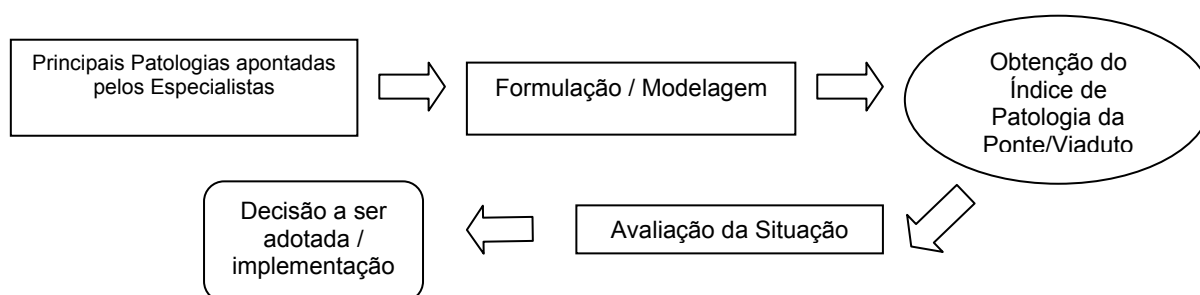 Principais Patologias apontadas
pelos Especialistas
Formulação / Modelagem
Obtenção do
Índice de
Patologia da
Ponte/Viaduto
Avaliação da Situação
Decisão a ser
adotada /
implementação